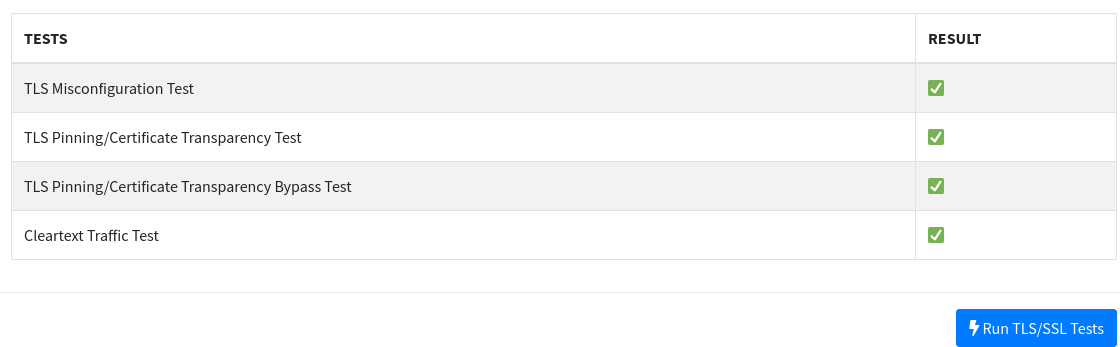 TESTS RESULT
TLS Misconfiguration Test
TLS Pinning/Certificate Transparency Test
TLS Pinning/Certificate Transparency Bypass Test
Cleartext Traffic Test
Run TLS/SSL Tests